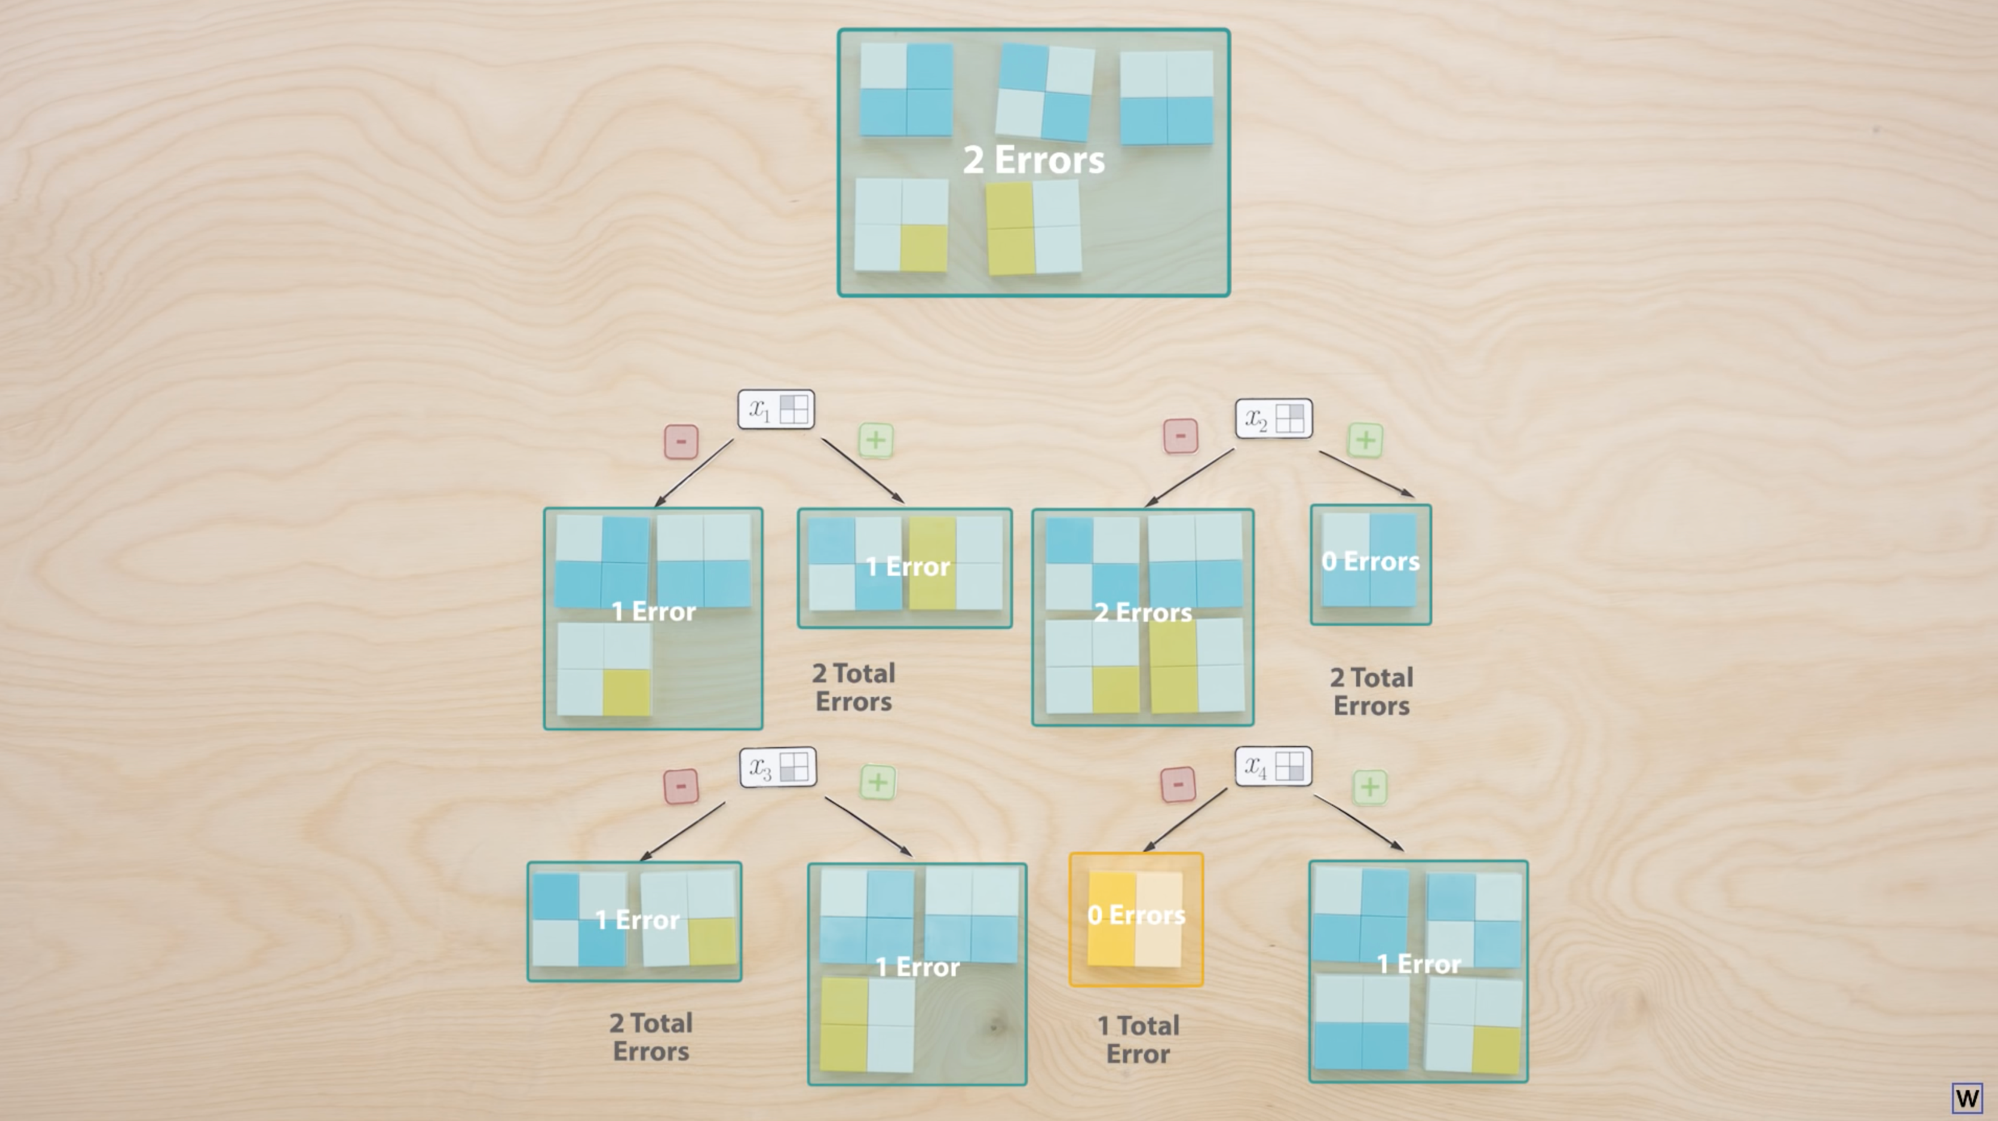 2 Errors
x₁
-
+
x₂
-
+
1 Error
1 Error
2 Errors
0 Errors
2 Total
Errors
2 Total
Errors
x₃
-
+
x₄
-
+
1 Error
1 Error
0 Errors
1 Error
2 Total
Errors
1 Total
Error
W